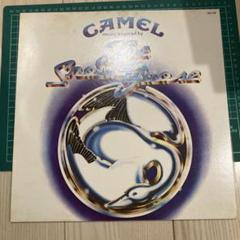 CAMEL
music inspired by
The
Snow Goose